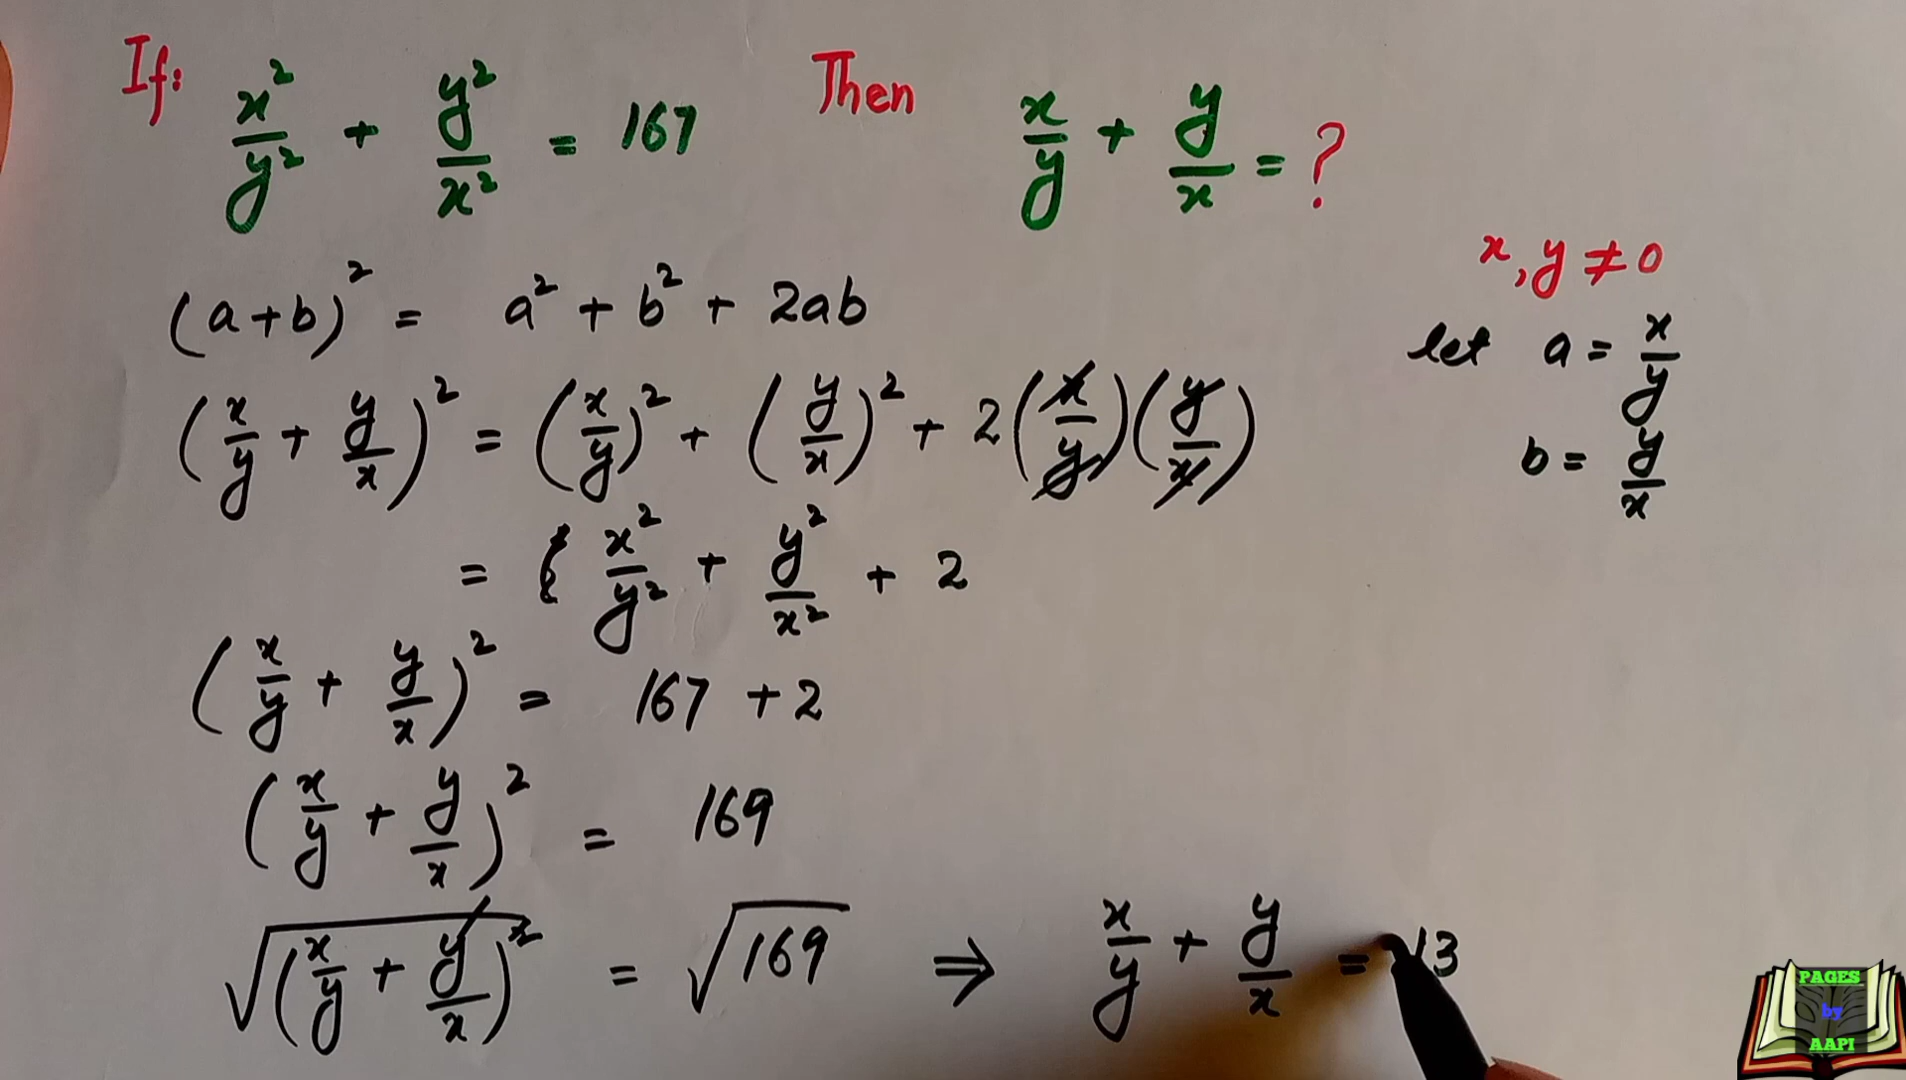 If: x²/y² + y²/x² = 167 Then x/y + y/x = ?
x, y ≠ 0
(a+b)² = a² + b² + 2ab
let a = x/y
(x/y + y/x)² = (x/y)² + (y/x)² + 2(x/y)(y/x)
b = y/x
= x²/y² + y²/x² + 2
(x/y + y/x)² = 167 + 2
(x/y + y/x)² = 169
√(x/y + y/x)² = √169 ⇒ x/y + y/x = 13
PAGES
by
AAPI